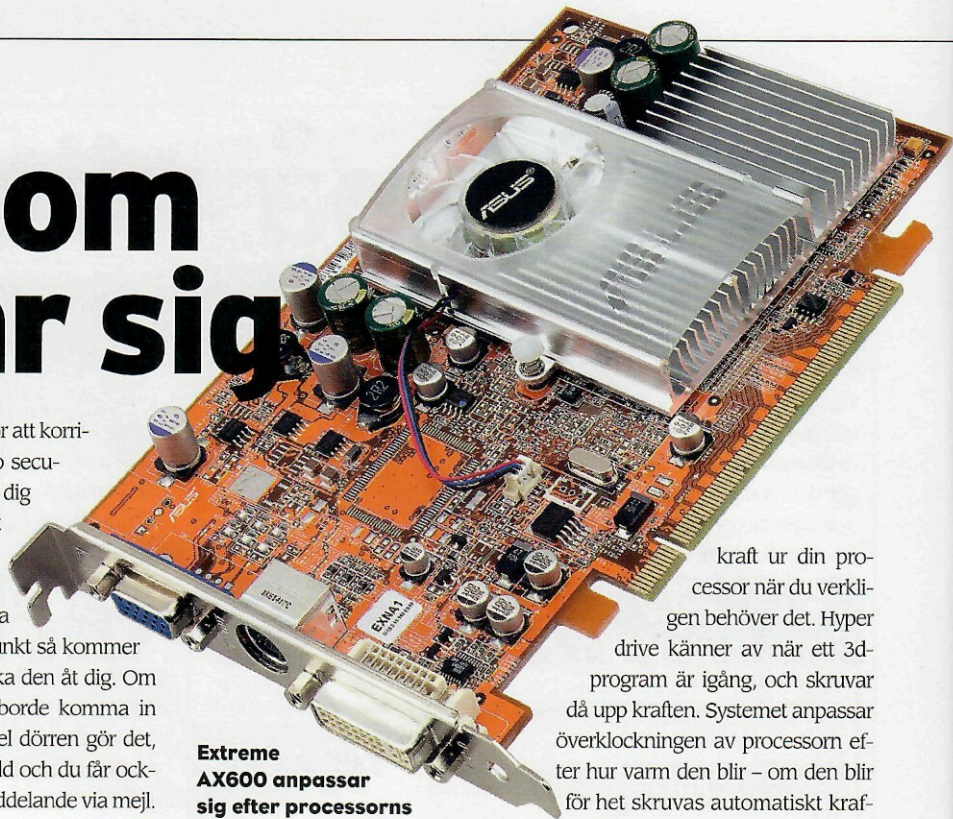 om
ar sig
ör att korri-
o secu-
dig
a
unkt så kommer
ka den åt dig. Om
borde komma in
el dörren gör det,
ld och du får ock-
ddelande via mejl.
ASUS
ASUS
EXNA1
Extreme
AX600 anpassar
sig efter processorns
kraft ur din pro-
cessor när du verkli-
gen behöver det. Hyper
drive känner av när ett 3d-
program är igång, och skruvar
då upp kraften. Systemet anpassar
överklockningen av processorn ef-
ter hur varm den blir – om den blir
för het skruvas automatiskt kraf-